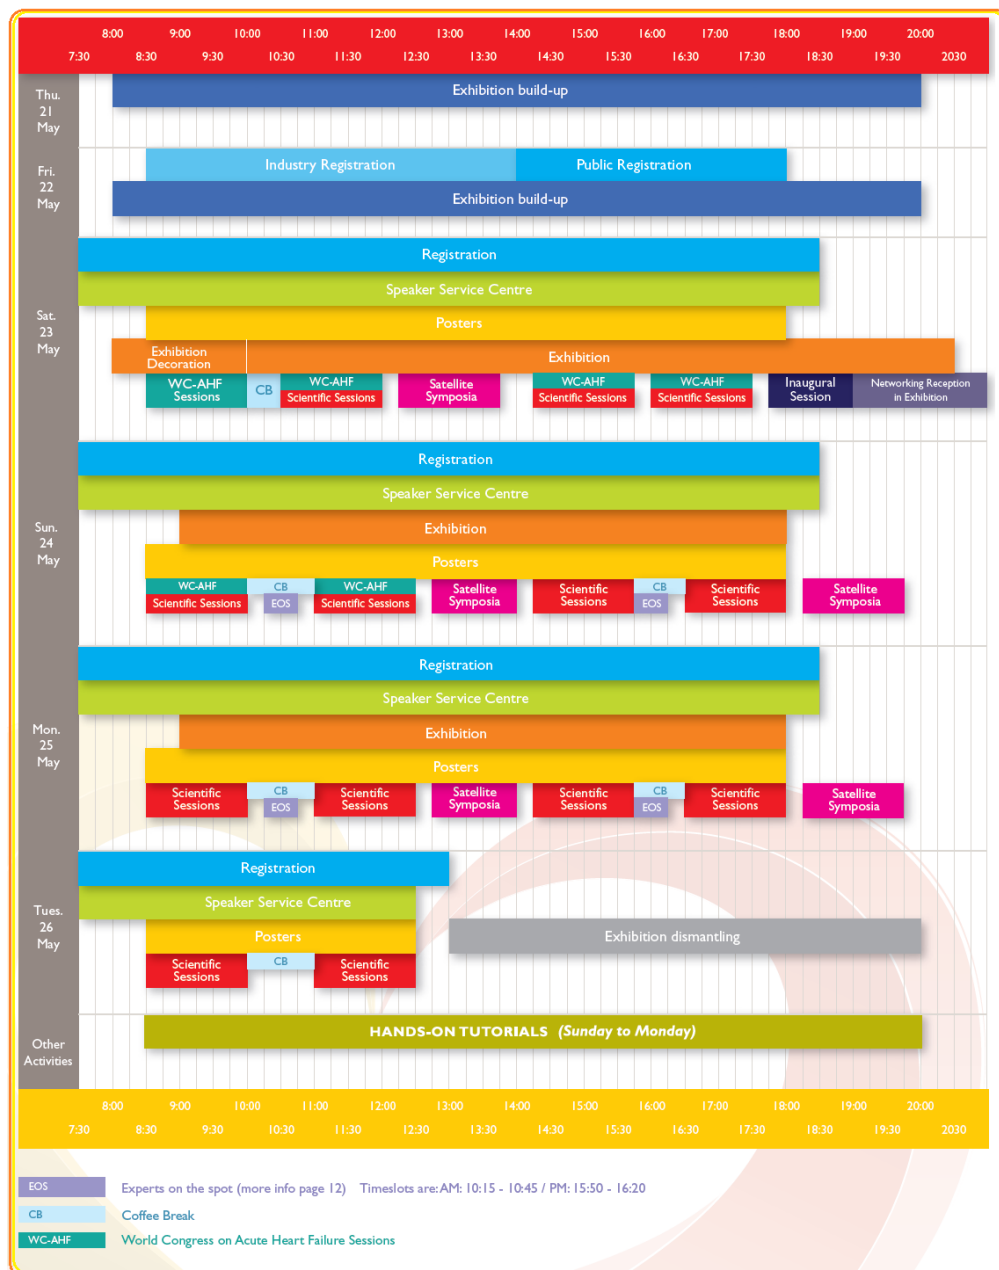 8:00 9:00 10:00 11:00 12:00 13:00 14:00 15:00 16:00 17:00 18:00 19:00 20:00
7:30 8:30 9:30 10:30 11:30 12:30 13:30 14:30 15:30 16:30 17:30 18:30 19:30 2030
Thu.
21
May
Exhibition build-up
Fri.
22
May
Industry Registration
Public Registration
Exhibition build-up
Sat.
23
May
Registration
Speaker Service Centre
Posters
Exhibition
Decoration
Exhibition
WC-AHF
Sessions
CB
WC-AHF
Scientific Sessions
Satellite
Symposia
WC-AHF
Scientific Sessions
WC-AHF
Scientific Sessions
Inaugural
Session
Networking Reception
in Exhibition
Sun.
24
May
Registration
Speaker Service Centre
Exhibition
Posters
WC-AHF
Scientific Sessions
CB
EOS
WC-AHF
Scientific Sessions
Satellite
Symposia
Scientific
Sessions
CB
EOS
Scientific
Sessions
Satellite
Symposia
Mon.
25
May
Registration
Speaker Service Centre
Exhibition
Posters
Scientific
Sessions
CB
EOS
Scientific
Sessions
Satellite
Symposia
Scientific
Sessions
CB
EOS
Scientific
Sessions
Satellite
Symposia
Tues.
26
May
Registration
Speaker Service Centre
Posters
Exhibition dismantling
Scientific
Sessions
CB
Scientific
Sessions
Other
Activities
HANDS-ON TUTORIALS (Sunday to Monday)
8:00 9:00 10:00 11:00 12:00 13:00 14:00 15:00 16:00 17:00 18:00 19:00 20:00
7:30 8:30 9:30 10:30 11:30 12:30 13:30 14:30 15:30 16:30 17:30 18:30 19:30 2030
EOS Experts on the spot (more info page 12) Timeslots are: AM: 10:15 - 10:45 / PM: 15:50 - 16:20
CB Coffee Break
WC-AHF World Congress on Acute Heart Failure Sessions